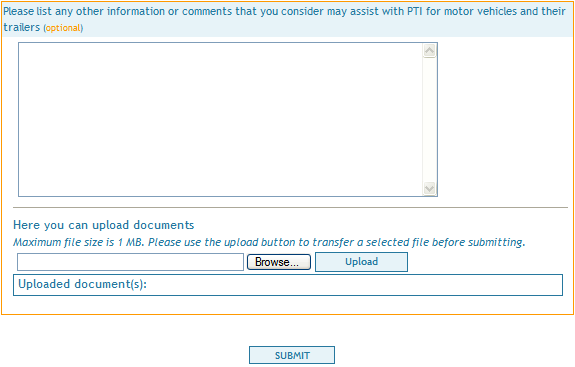 Please list any other information or comments that you consider may assist with PTI for motor vehicles and their
trailers (optional)
Here you can upload documents
Maximum file size is 1 MB. Please use the upload button to transfer a selected file before submitting.
Browse... Upload
Uploaded document(s):
SUBMIT